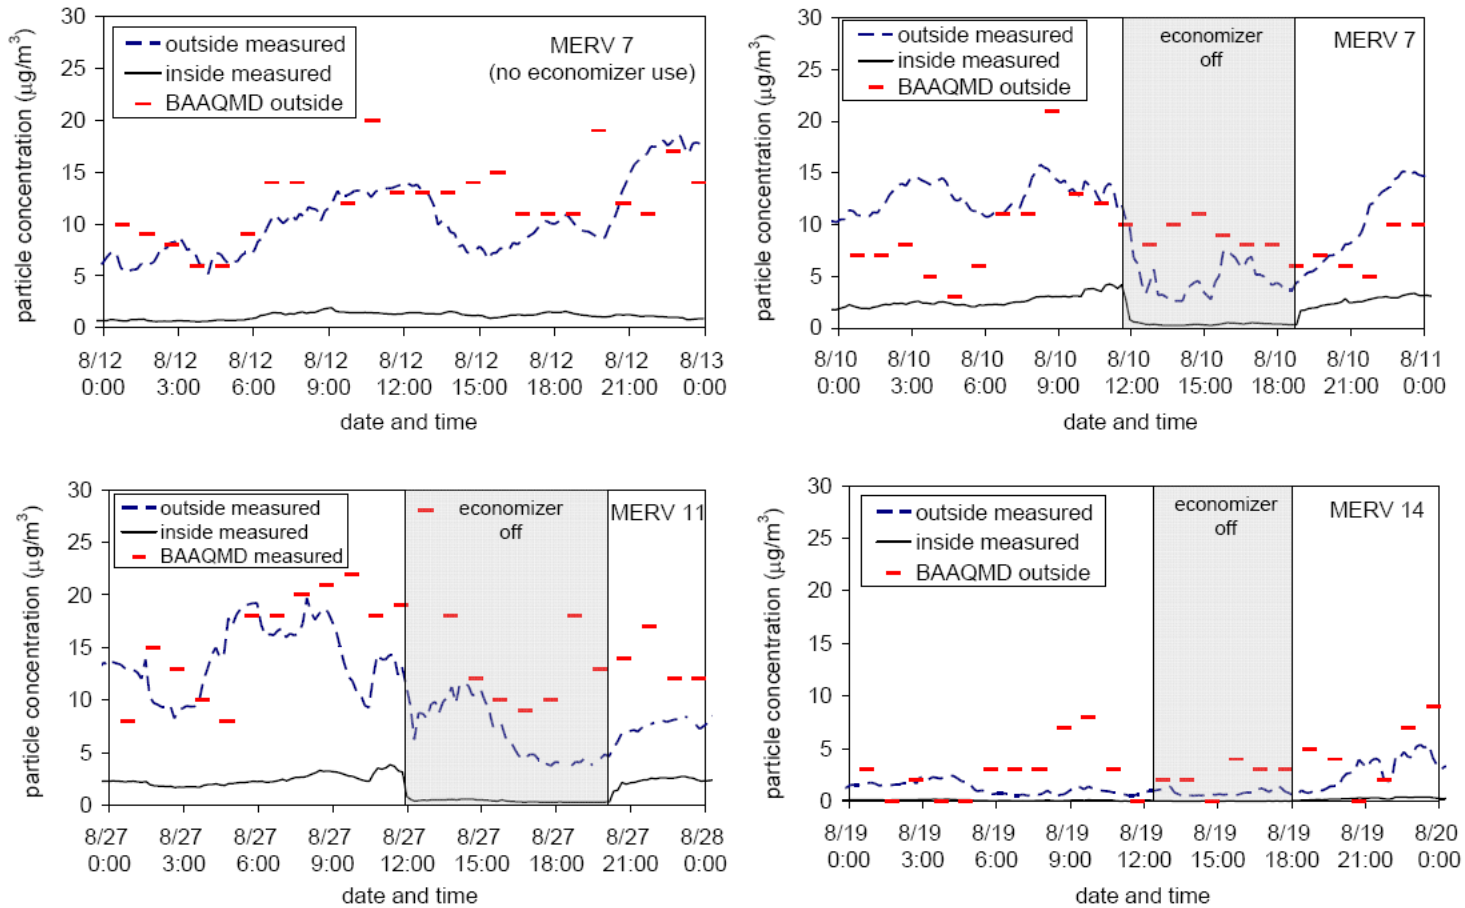 30
25
20
15
10
5
0
particle concentration (µg/m³)
outside measured
inside measured
BAAQMD outside
MERV 7
(no economizer use)
8/12 8/12 8/12 8/12 8/12 8/12 8/12 8/12 8/13
0:00 3:00 6:00 9:00 12:00 15:00 18:00 21:00 0:00
date and time
30
25
20
15
10
5
0
particle concentration (µg/m³)
outside measured
inside measured
BAAQMD outside
economizer
off
MERV 7
8/10 8/10 8/10 8/10 8/10 8/10 8/10 8/10 8/11
0:00 3:00 6:00 9:00 12:00 15:00 18:00 21:00 0:00
date and time
30
25
20
15
10
5
0
particle concentration (µg/m³)
outside measured
inside measured
BAAQMD measured
economizer
off
MERV 11
8/27 8/27 8/27 8/27 8/27 8/27 8/27 8/27 8/28
0:00 3:00 6:00 9:00 12:00 15:00 18:00 21:00 0:00
date and time
30
25
20
15
10
5
0
particle concentration (µg/m³)
outside measured
inside measured
BAAQMD outside
economizer
off
MERV 14
8/19 8/19 8/19 8/19 8/19 8/19 8/19 8/19 8/20
0:00 3:00 6:00 9:00 12:00 15:00 18:00 21:00 0:00
date and time